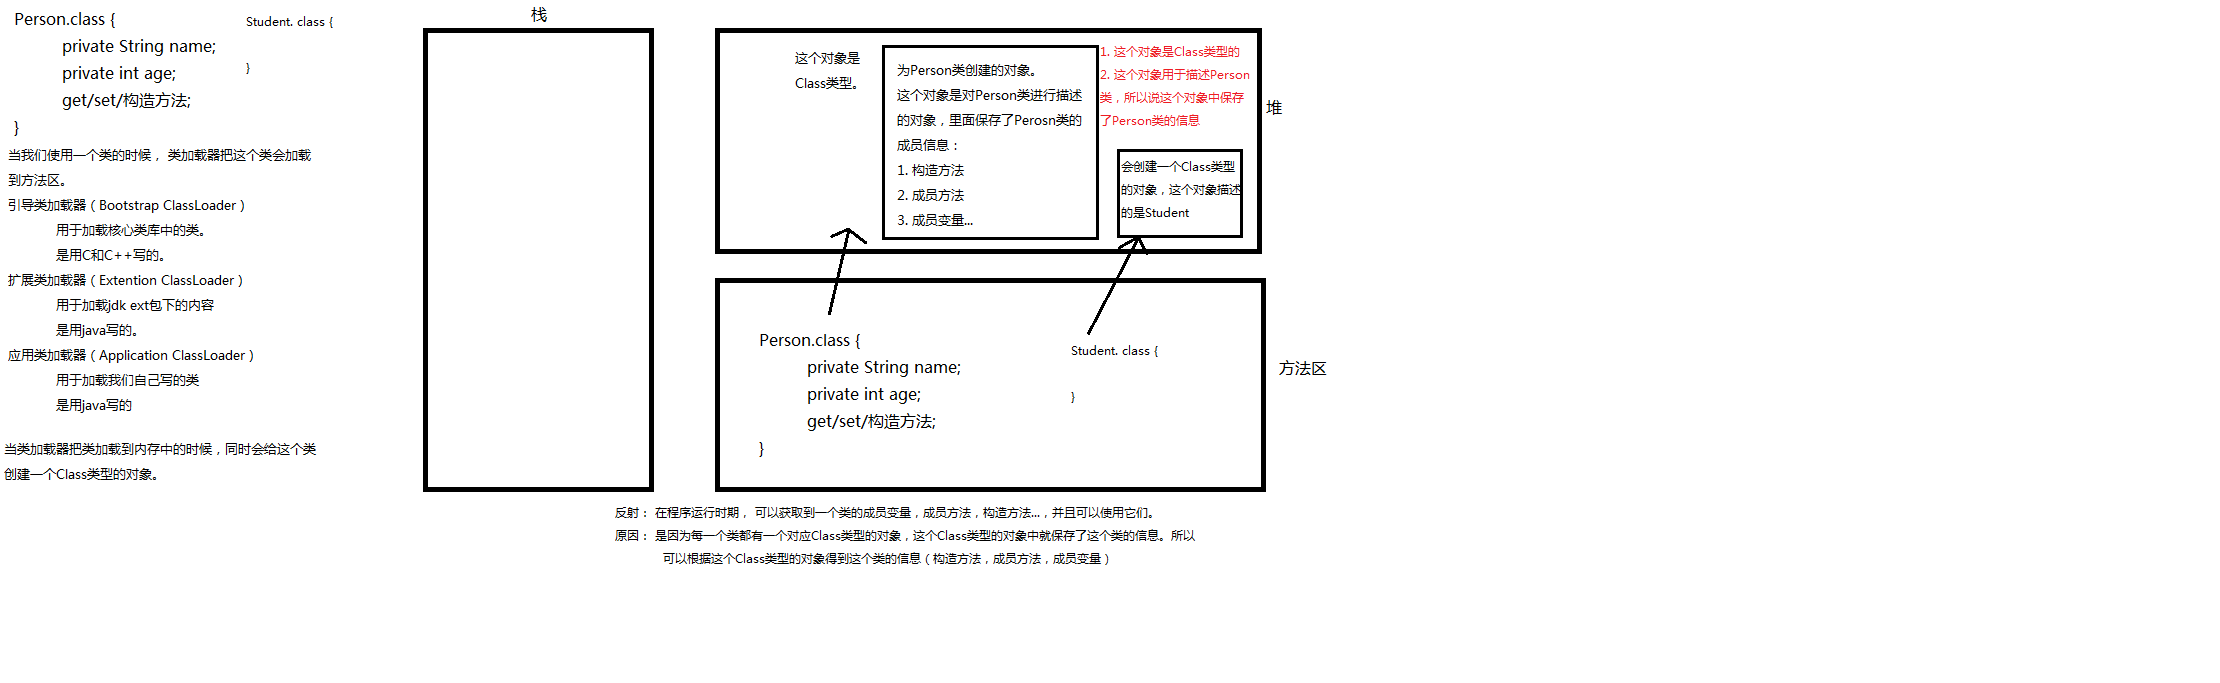 Person.class {
private String name;
private int age;
get/set/构造方法;
}
Student. class {
}
当我们使用一个类的时候， 类加载器把这个类会加载
到方法区。
引导类加载器（Bootstrap ClassLoader）
用于加载核心类库中的类。
是用C和C++写的。
扩展类加载器（Extention ClassLoader）
用于加载jdk ext包下的内容
是用java写的。
应用类加载器（Application ClassLoader）
用于加载我们自己写的类
是用java写的
当类加载器把类加载到内存中的时候，同时会给这个类
创建一个Class类型的对象。
栈
这个对象是
Class类型。
为Person类创建的对象。
这个对象是对Person类进行描述
的对象，里面保存了Perosn类的
成员信息：
1. 构造方法
2. 成员方法
3. 成员变量...
1. 这个对象是Class类型的
2. 这个对象用于描述Person
类，所以说这个对象中保存
了Person类的信息
会创建一个Class类型
的对象，这个对象描述
的是Student
堆
Person.class {
private String name;
private int age;
get/set/构造方法;
}
Student. class {
}
方法区
反射： 在程序运行时期， 可以获取到一个类的成员变量，成员方法，构造方法...，并且可以使用它们。
原因： 是因为每一个类都有一个对应Class类型的对象，这个Class类型的对象中就保存了这个类的信息。所以
可以根据这个Class类型的对象得到这个类的信息（构造方法，成员方法，成员变量）